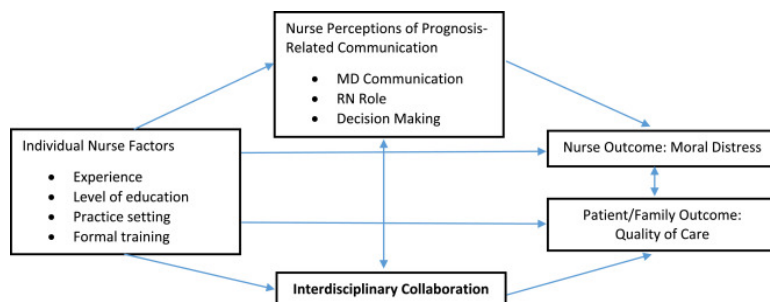 Nurse Perceptions of Prognosis-
Related Communication
• MD Communication
• RN Role
• Decision Making
Individual Nurse Factors
• Experience
• Level of education
• Practice setting
• Formal training
Nurse Outcome: Moral Distress
Patient/Family Outcome:
Quality of Care
Interdisciplinary Collaboration